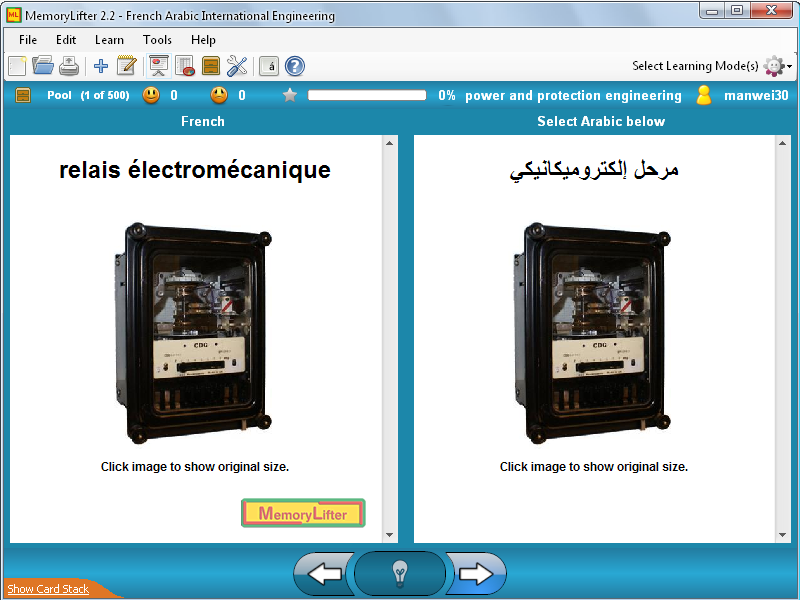 MemoryLifter 2.2 - French Arabic International Engineering
File Edit Learn Tools Help
Select Learning Mode(s)
Pool (1 of 500) 0 0 0% power and protection engineering manwei30
French
Select Arabic below
relais électromécanique
مرحل إلكتروميكانيكي
CDG
CDG
Click image to show original size.
Click image to show original size.
MemoryLifter
Show Card Stack